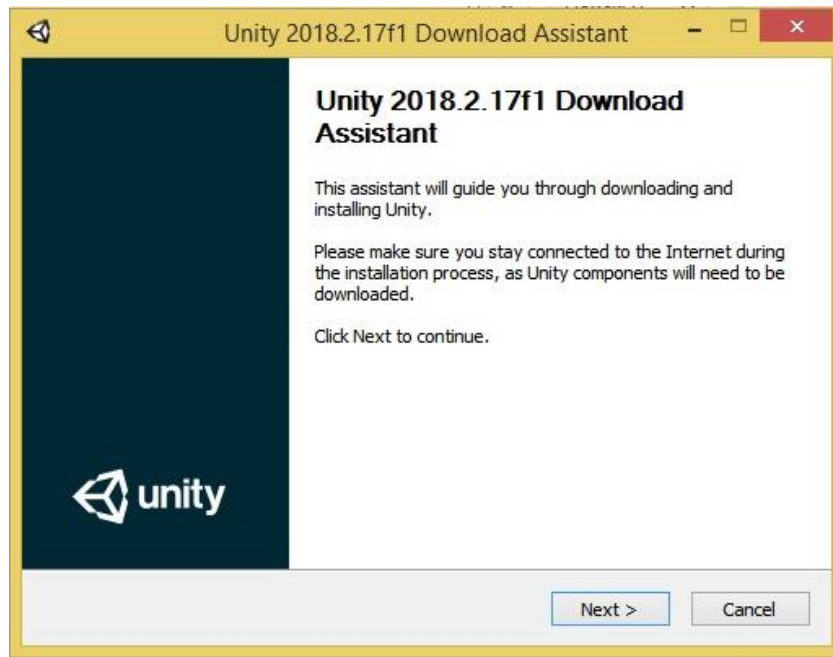 Unity 2018.2.17f1 Download Assistant
Unity 2018.2.17f1 Download
Assistant
This assistant will guide you through downloading and
installing Unity.
Please make sure you stay connected to the Internet during
the installation process, as Unity components will need to be
downloaded.
Click Next to continue.
unity
Next >
Cancel